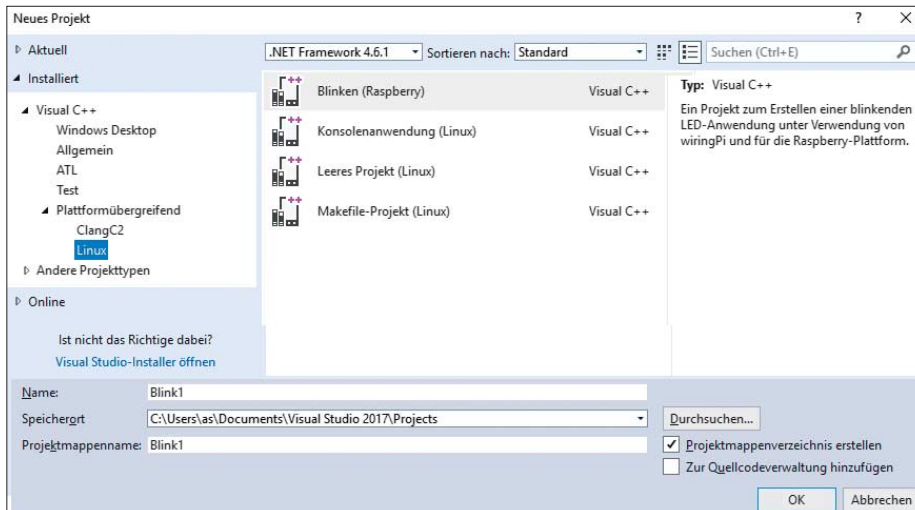 Neues Projekt
Aktuell
.NET Framework 4.6.1 Sortieren nach: Standard
Suchen (Ctrl+E)
Installiert
Visual C++
Windows Desktop
Allgemein
ATL
Test
Plattformübergreifend
ClangC2
Linux
Andere Projekttypen
Online
Ist nicht das Richtige dabei?
Visual Studio-Installer öffnen
Blinken (Raspberry) Visual C++
Konsolenanwendung (Linux) Visual C++
Leeres Projekt (Linux) Visual C++
Makefile-Projekt (Linux) Visual C++
Typ: Visual C++
Ein Projekt zum Erstellen einer blinkenden
LED-Anwendung unter Verwendung von
wiringPi und für die Raspberry-Plattform.
Name: Blink1
Speicherort C:\Users\as\Documents\Visual Studio 2017\Projects Durchsuchen...
Projektmappenname: Blink1
Projektmappenverzeichnis erstellen
Zur Quellcodeverwaltung hinzufügen
OK Abbrechen